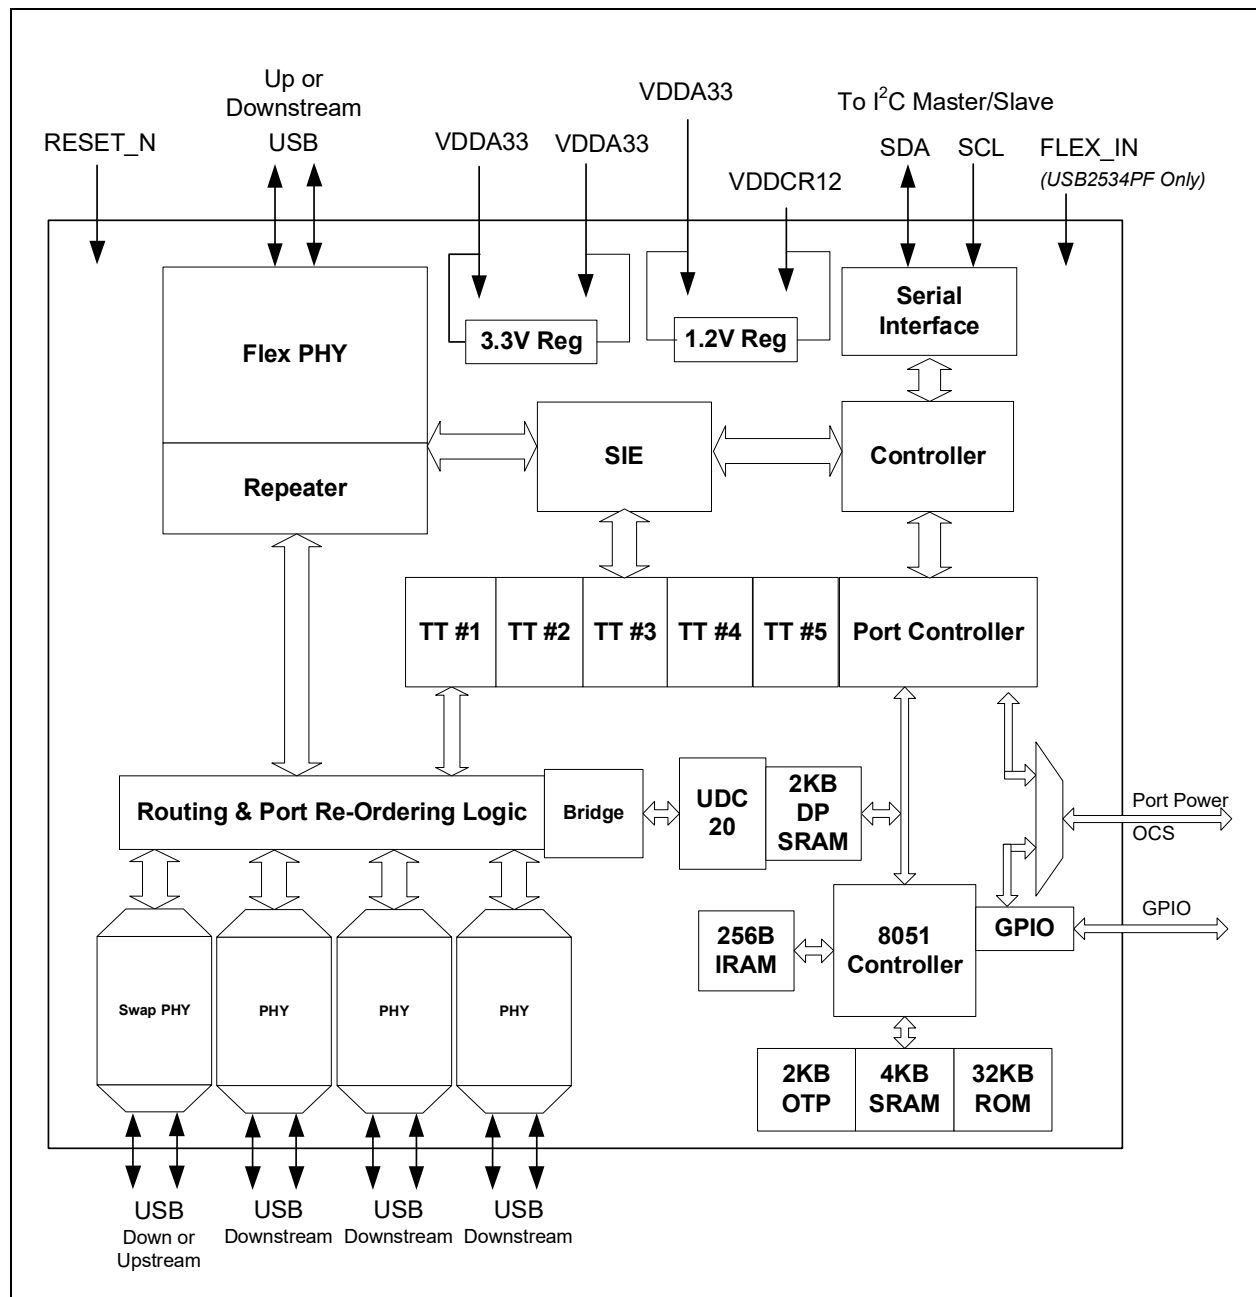 Up or
Downstream
USB
RESET_N
VDDA33
VDDA33
VDDA33
VDDCR12
To I²C Master/Slave
SDA
SCL
FLEX_IN
(USB2534PF Only)
Flex PHY
3.3V Reg
1.2V Reg
Serial
Interface
Repeater
SIE
Controller
TT #1
TT #2
TT #3
TT #4
TT #5
Port Controller
Routing & Port Re-Ordering Logic
Bridge
UDC
20
2KB
DP
SRAM
Port Power
OCS
256B
IRAM
8051
Controller
GPIO
GPIO
Swap PHY
PHY
PHY
PHY
2KB
OTP
4KB
SRAM
32KB
ROM
USB
Down or
Upstream
USB
Downstream
USB
Downstream
USB
Downstream